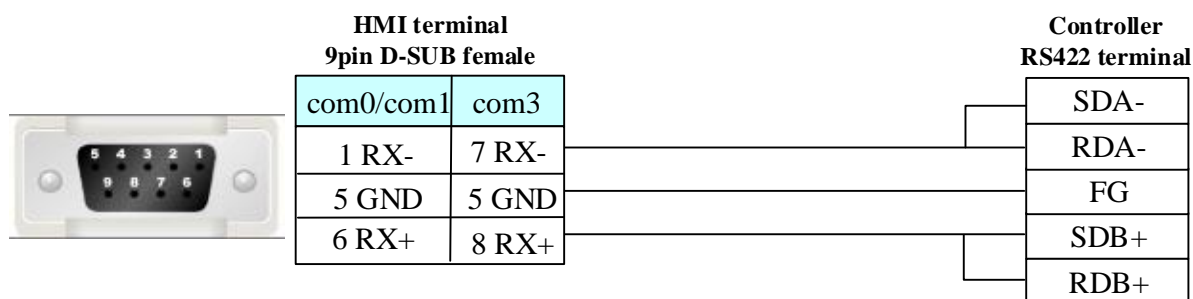 HMI terminal
9pin D-SUB female
Controller
RS422 terminal
com0/com1 com3
1 RX- 7 RX-
5 GND 5 GND
6 RX+ 8 RX+
SDA-
RDA-
FG
SDB+
RDB+
5 4 3 2 1
9 8 7 6